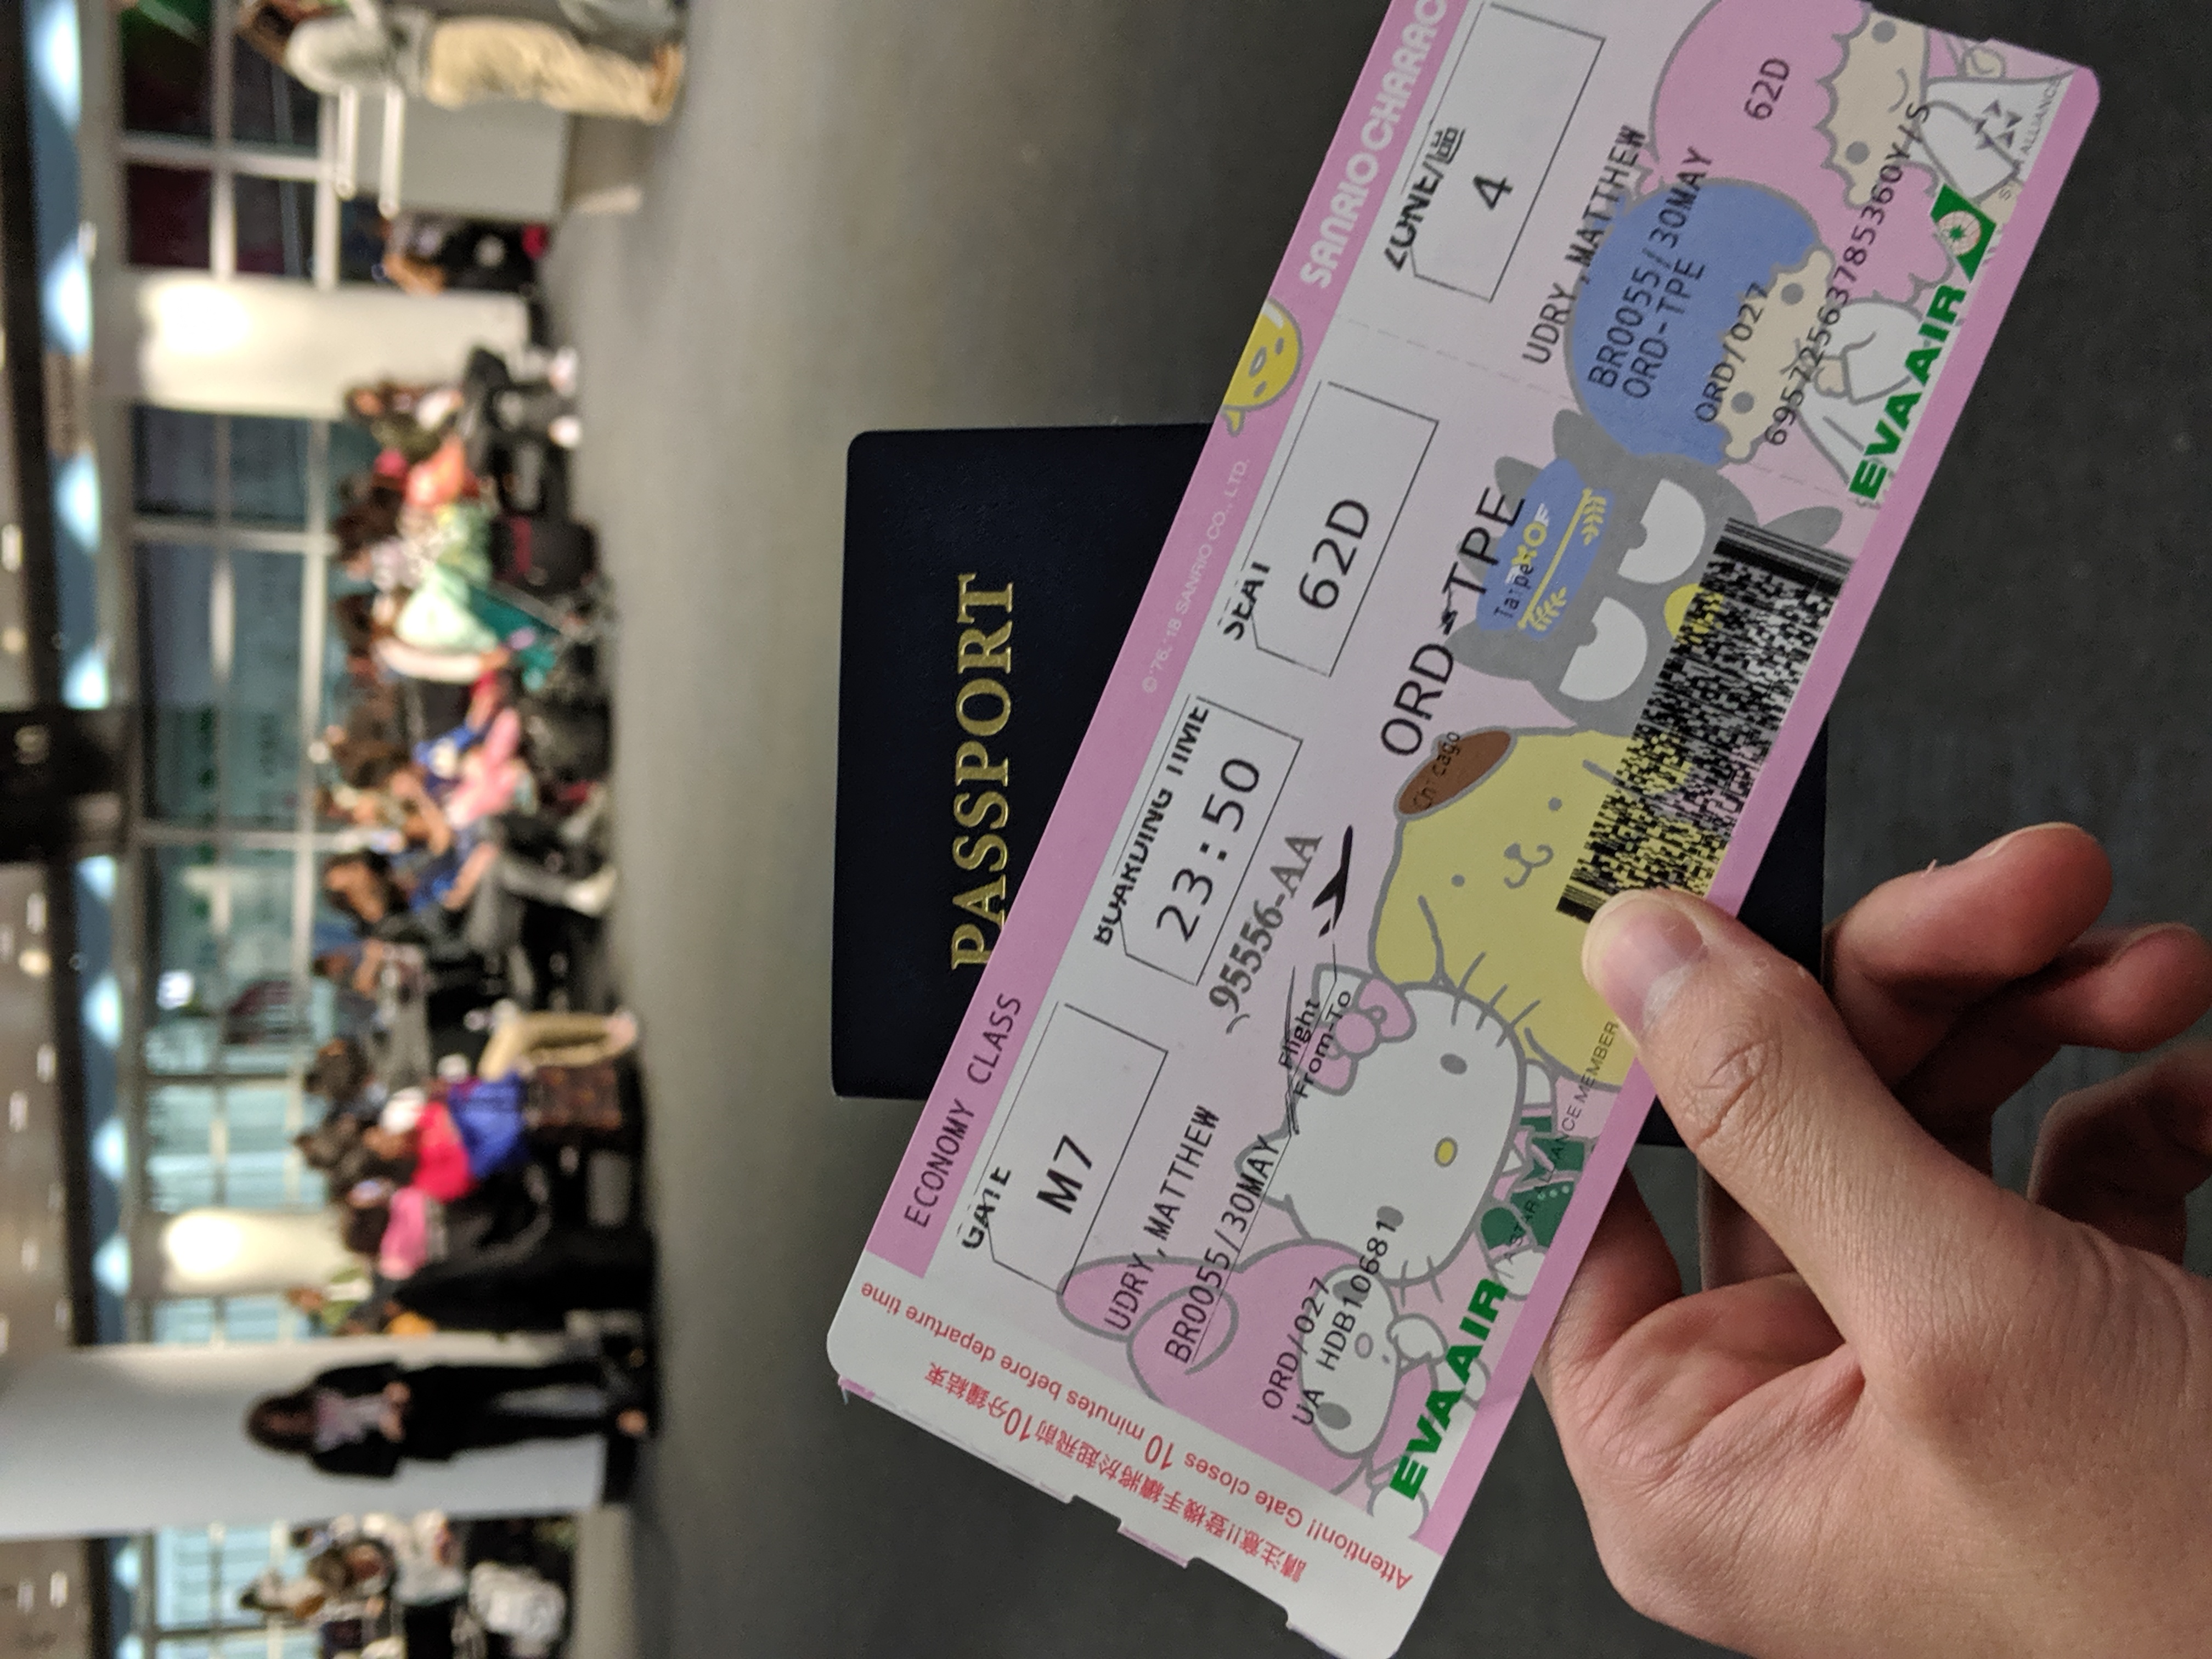 PASSPORT
ECONOMY CLASS
GATE
M7
BOARDING TIME
23:50
SEAT
62D
ZONE/區
4
UDRY,MATTHEW
BR0055/30MAY
95556-AA
Flight
From-To
ORD/027
UA HDB10681
Chicago
ORD-TPE
Taipei
EVA AIR
A STAR ALLIANCE MEMBER
請注意!!登機手續將於起飛前10分鐘結束
Attention!! Gate closes 10 minutes before departure time
©'76,'18 SANRIO CO., LTD.
SANRIO CHARAC
UDRY,MATTHEW
BR0055/30MAY
ORD-TPE
ORD/027
62D
6957256378536OY/S
EVA AIR
STAR ALLIANCE